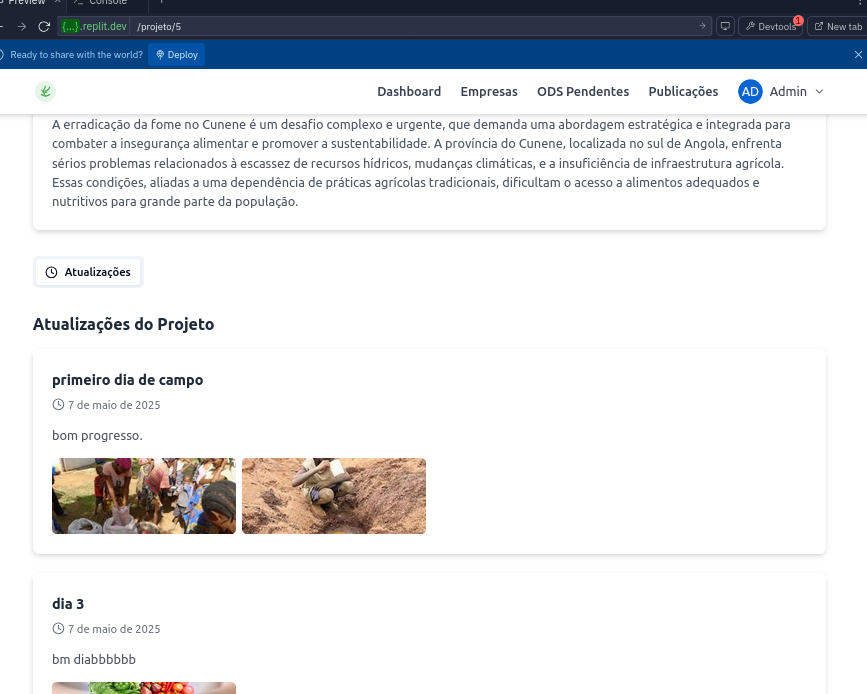 Preview
Console
{...}.replit.dev /projeto/5
Devtools
1
New tab
Ready to share with the world?
Deploy
Dashboard
Empresas
ODS Pendentes
Publicações
AD
Admin
A erradicação da fome no Cunene é um desafio complexo e urgente, que demanda uma abordagem estratégica e integrada para
combater a insegurança alimentar e promover a sustentabilidade. A província do Cunene, localizada no sul de Angola, enfrenta
sérios problemas relacionados à escassez de recursos hídricos, mudanças climáticas, e a insuficiência de infraestrutura agrícola.
Essas condições, aliadas a uma dependência de práticas agrícolas tradicionais, dificultam o acesso a alimentos adequados e
nutritivos para grande parte da população.
Atualizações
Atualizações do Projeto
primeiro dia de campo
7 de maio de 2025
bom progresso.
dia 3
7 de maio de 2025
bm diabbbbbb